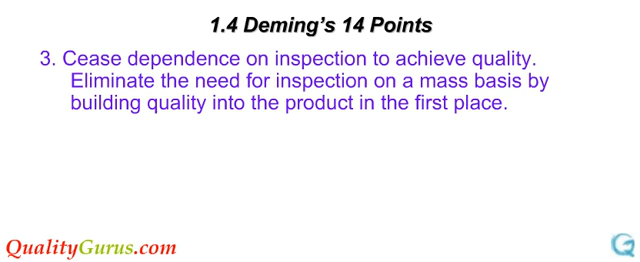 1.4 Deming's 14 Points
3. Cease dependence on inspection to achieve quality.
Eliminate the need for inspection on a mass basis by
building quality into the product in the first place.
QualityGurus.com